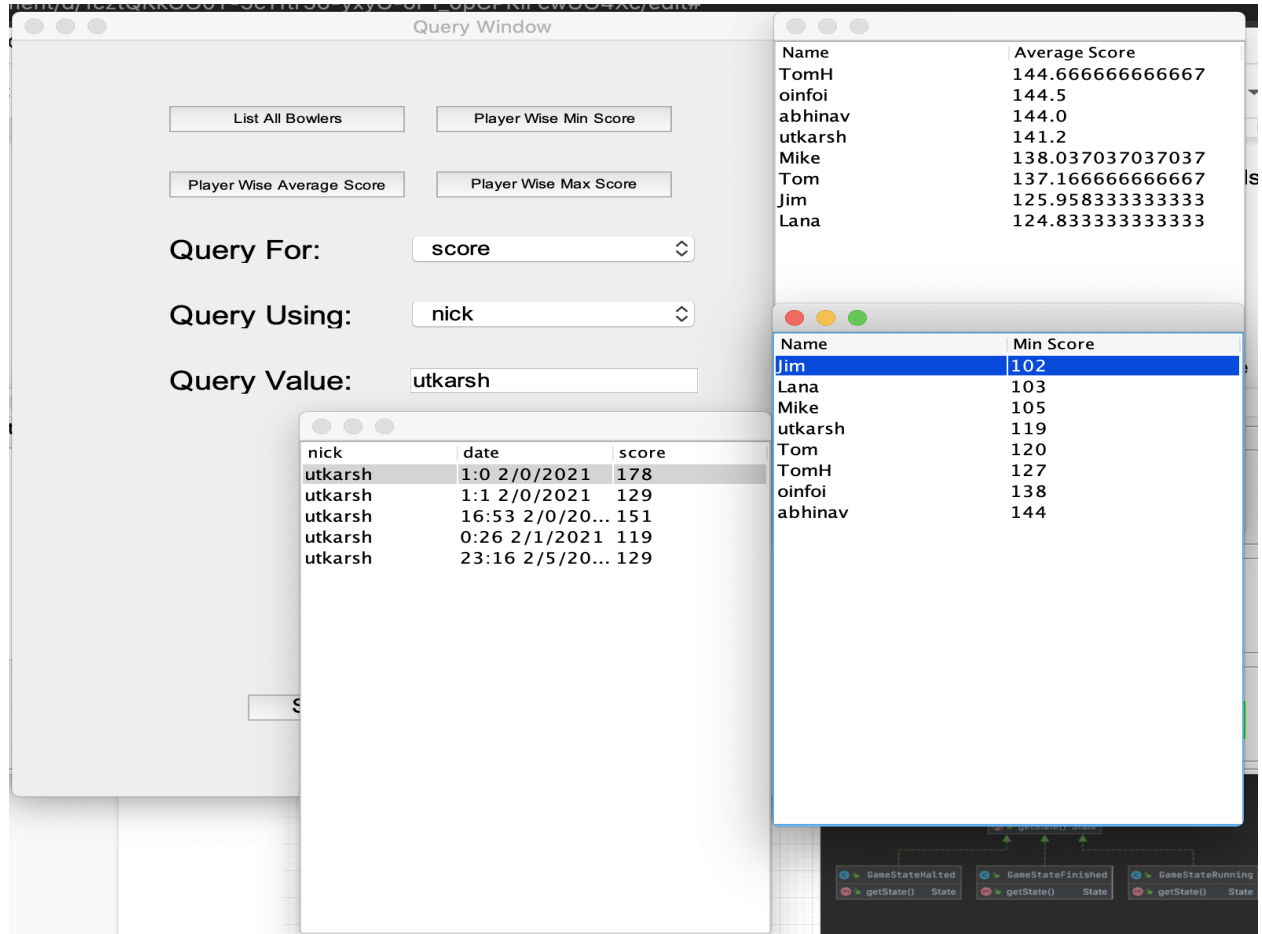 Query Window
List All Bowlers
Player Wise Min Score
Player Wise Average Score
Player Wise Max Score
Query For:
score
Query Using:
nick
Query Value:
utkarsh
nick date score
utkarsh 1:0 2/0/2021 178
utkarsh 1:1 2/0/2021 129
utkarsh 16:53 2/0/20... 151
utkarsh 0:26 2/1/2021 119
utkarsh 23:16 2/5/20... 129
Name Average Score
TomH 144.666666666667
oinfoi 144.5
abhinav 144.0
utkarsh 141.2
Mike 138.037037037037
Tom 137.166666666667
Jim 125.958333333333
Lana 124.833333333333
Name Min Score
Jim 102
Lana 103
Mike 105
utkarsh 119
Tom 120
TomH 127
oinfoi 138
abhinav 144
getState() State
GameStateHalted
getState() State
GameStateFinished
getState() State
GameStateRunning
getState() State